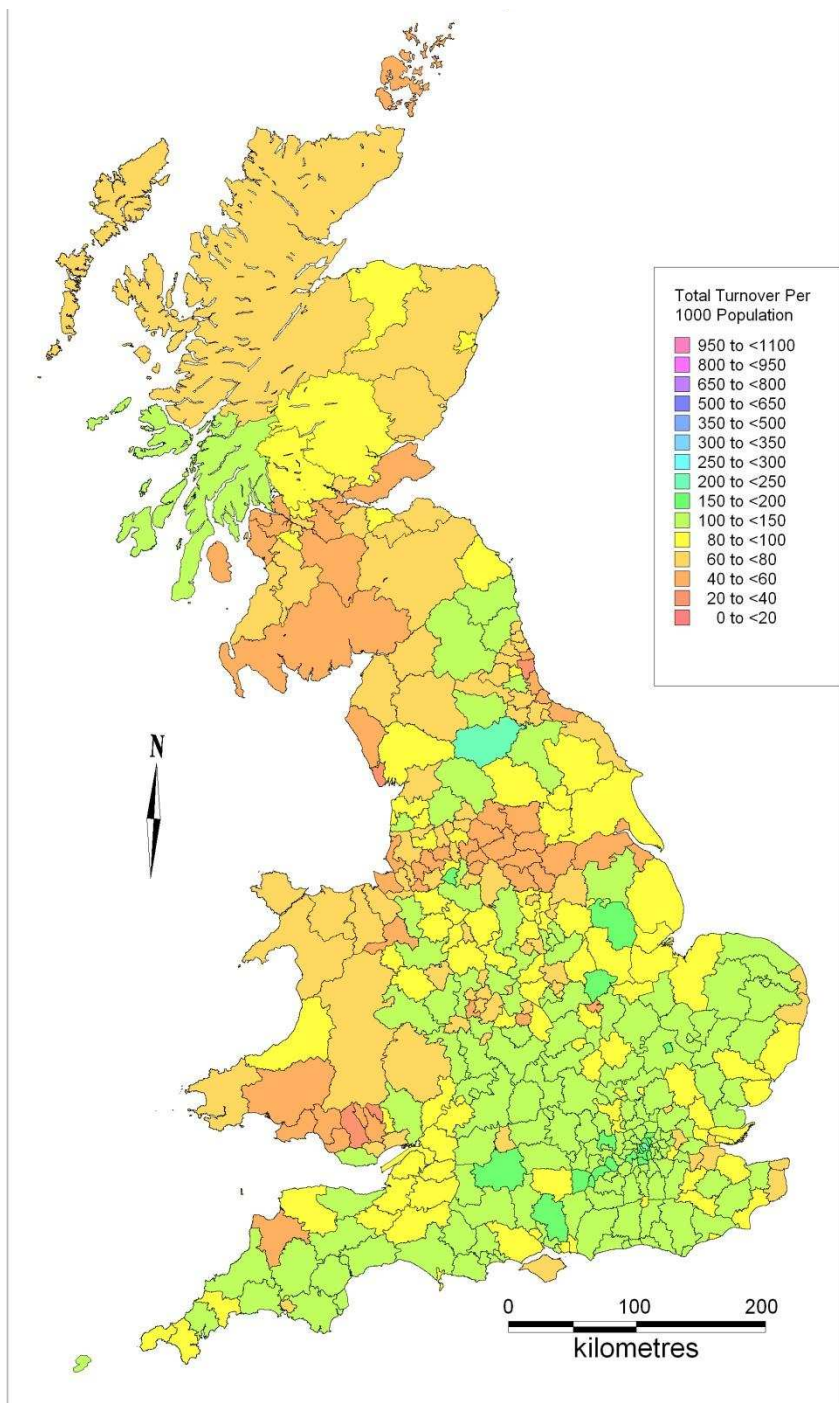 Total Turnover Per
1000 Population
950 to <1100
800 to <950
650 to <800
500 to <650
350 to <500
300 to <350
250 to <300
200 to <250
150 to <200
100 to <150
80 to <100
60 to <80
40 to <60
20 to <40
0 to <20
N
0 100 200
kilometres